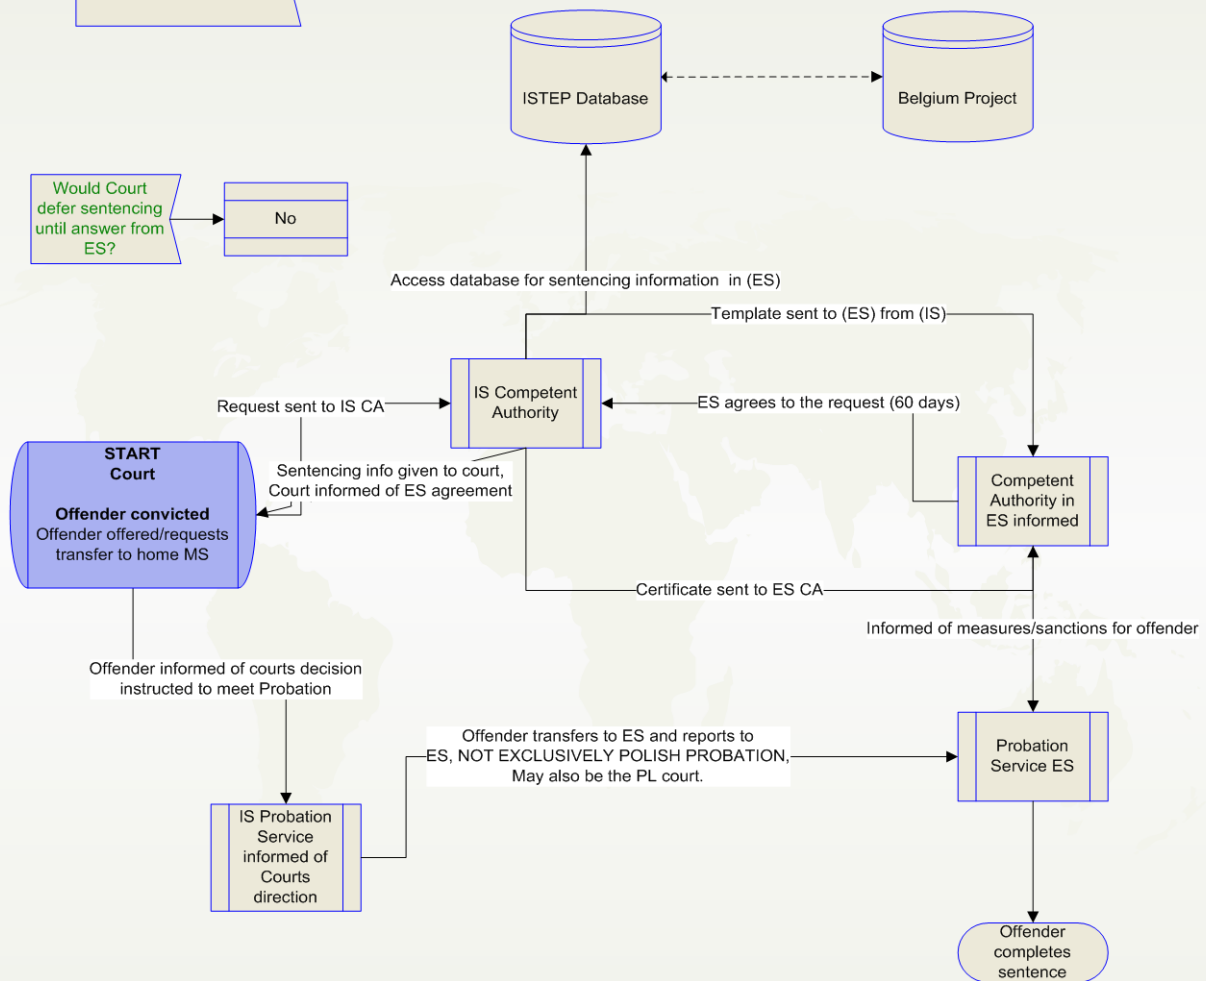 ISTEP Database
Belgium Project
Would Court
defer sentencing
until answer from
ES?
No
Access database for sentencing information  in (ES)
Template sent to (ES) from (IS)
IS Competent
Authority
Request sent to IS CA
ES agrees to the request (60 days)
START
Court
Offender convicted
Offender offered/requests
transfer to home MS
Sentencing info given to court,
Court informed of ES agreement
Competent
Authority in
ES informed
Certificate sent to ES CA
Informed of measures/sanctions for offender
Offender informed of courts decision
instructed to meet Probation
Offender transfers to ES and reports to
ES, NOT EXCLUSIVELY POLISH PROBATION,
May also be the PL court.
Probation
Service ES
IS Probation
Service
informed of
Courts
direction
Offender
completes
sentence